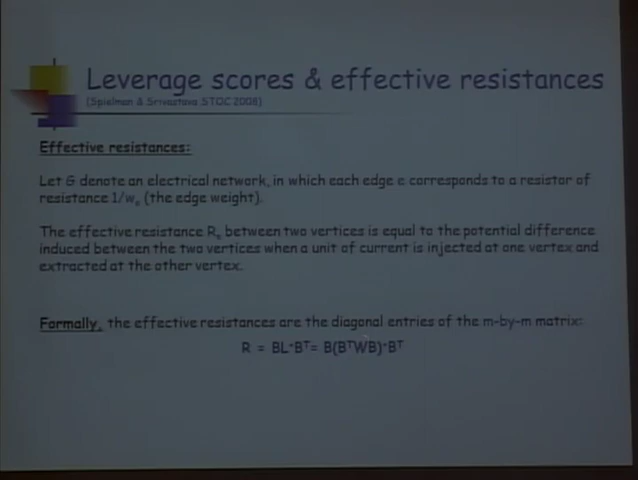 Leverage scores & effective resistances
(Spielman & Srivastava STOC 2008)
Effective resistances:
Let G denote an electrical network, in which each edge e corresponds to a resistor of
resistance 1/wₑ (the edge weight).
The effective resistance Rₑ between two vertices is equal to the potential difference
induced between the two vertices when a unit of current is injected at one vertex and
extracted at the other vertex.
Formally, the effective resistances are the diagonal entries of the m-by-m matrix:
R = BL⁺Bᵀ= B(BᵀWB)⁺Bᵀ